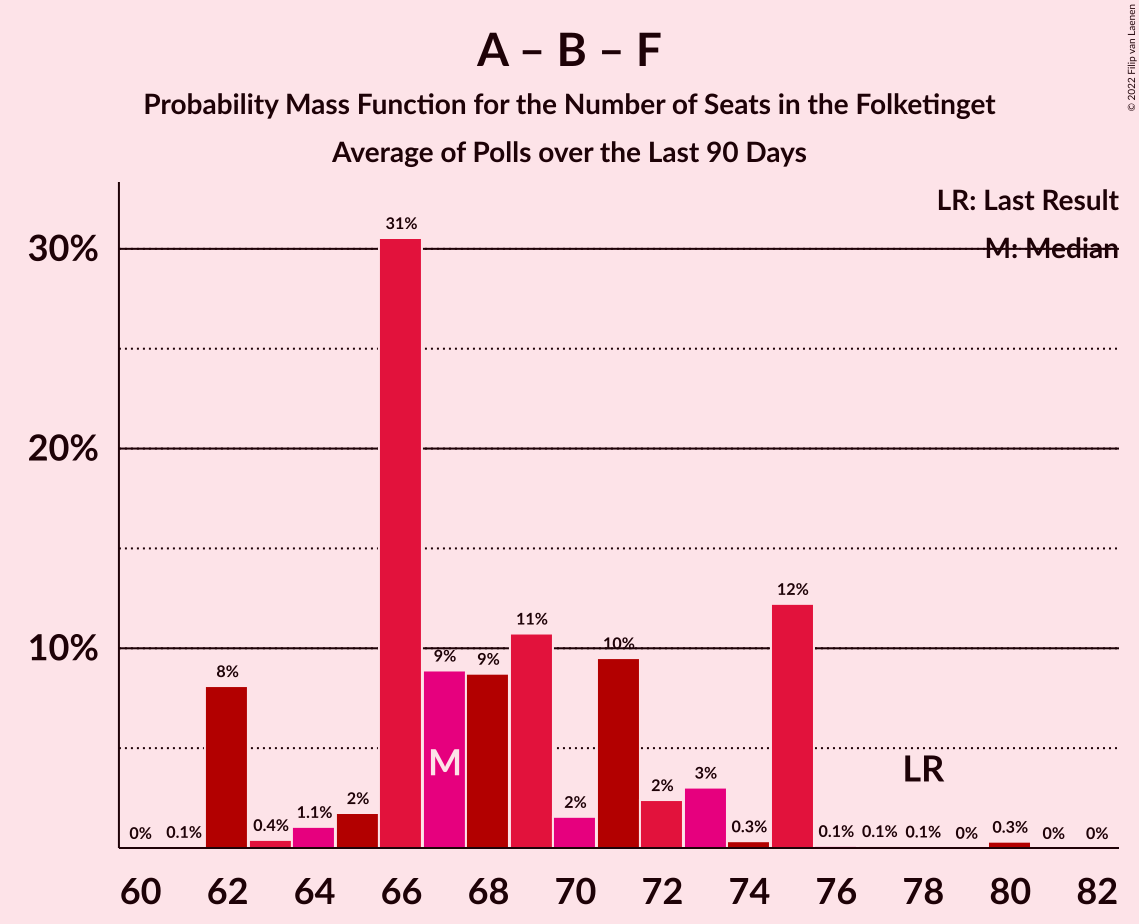 A – B – F
Probability Mass Function for the Number of Seats in the Folketinget
Average of Polls over the Last 90 Days
© 2022 Filip van Laenen
LR: Last Result
M: Median
30%
20%
10%
0%
0.1%
8%
0.4%
1.1%
2%
31%
9%
9%
11%
2%
10%
2%
3%
0.3%
12%
0.1%
0.1%
0.1%
0%
0.3%
0%
0%
M
LR
60 62 64 66 68 70 72 74 76 78 80 82